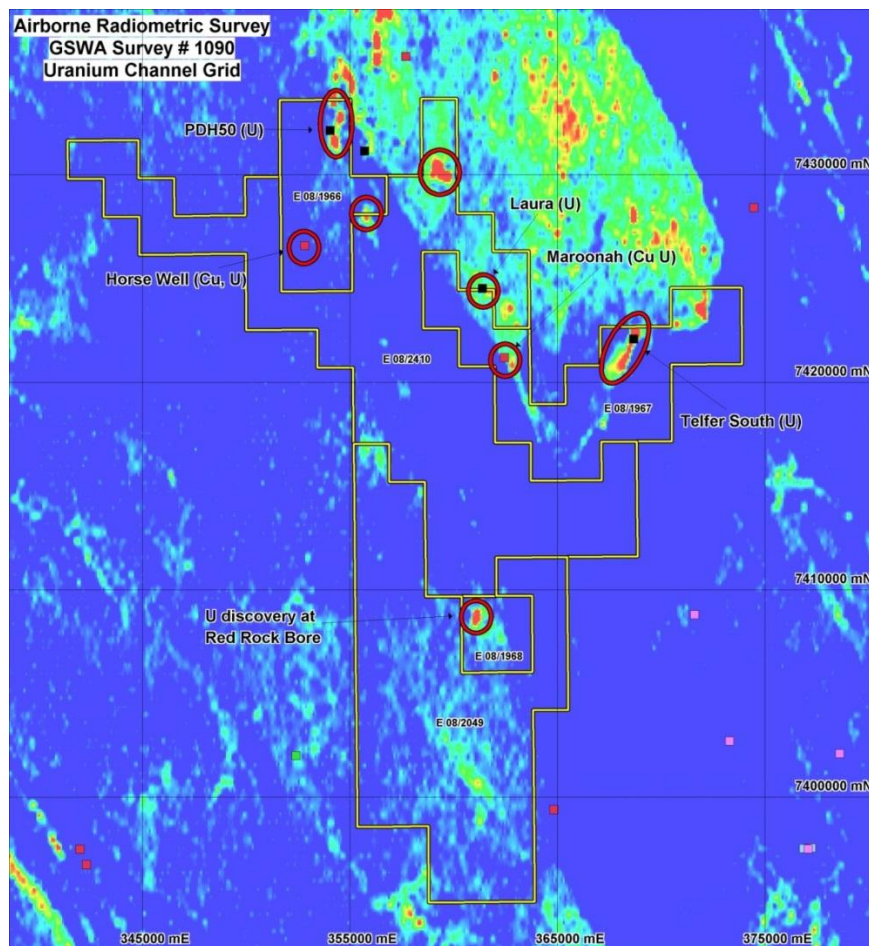 Airborne Radiometric Survey
GSWA Survey # 1090
Uranium Channel Grid
PDH50 (U)
7430000 mN
E 08/1966
Laura (U)
Maroonah (Cu U)
Horse Well (Cu, U)
E 08/2410
7420000 mN
E 08/1967
Telfer South (U)
7410000 mN
U discovery at
Red Rock Bore
E 08/1968
E 08/2049
7400000 mN
345000 mE
355000 mE
365000 mE
375000 mE